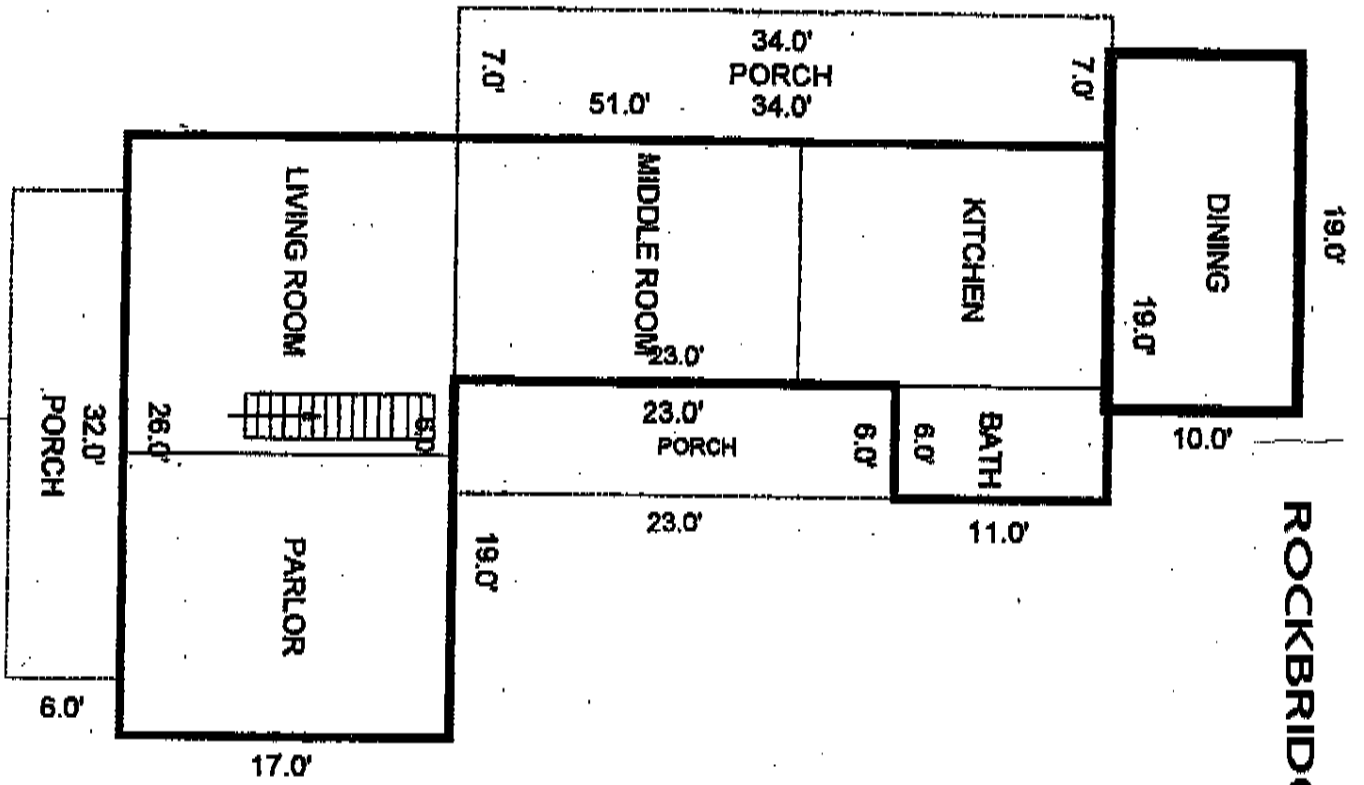 34.0'
PORCH
34.0'
51.0'
7.0'
7.0'
19.0'
DINING
19.0'
10.0'
KITCHEN
MIDDLE ROOM
23.0'
LIVING ROOM
23.0'
PORCH
23.0'
6.0'
6.0'
BATH
11.0'
26.0'
32.0'
PORCH
6.0'
PARLOR
19.0'
17.0'
ROCKBRIDG